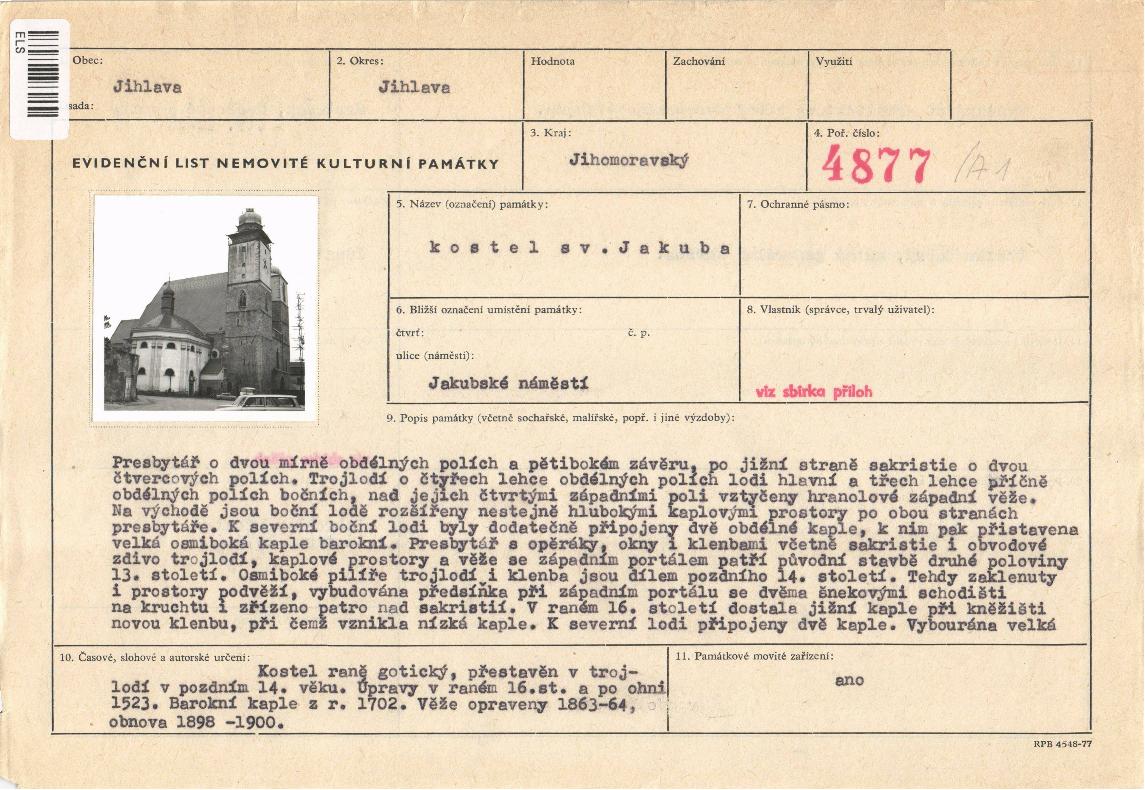 ELS
Obec:
Jihlava
sada:
2. Okres:
Jihlava
Hodnota
Zachování
Využití
EVIDENČNÍ LIST NEMOVITÉ KULTURNÍ PAMÁTKY
3. Kraj:
Jihomoravský
4. Poř. číslo:
4877 /A1
5. Název (označení) památky:
kostel sv. Jakuba
7. Ochranné pásmo:
6. Bližší označení umístění památky:
čtvrť:
č. p.
ulice (náměstí):
Jakubské náměstí
8. Vlastník (správce, trvalý uživatel):
viz sbírka příloh
9. Popis památky (včetně sochařské, malířské, popř. i jiné výzdoby):
Presbytář o dvou mírně obdélných polích a pětibokém závěru, po jižní straně sakristie o dvou
čtvercových polích. Trojlodí o čtyřech lehce obdélných polích lodi hlavní a třech lehce příčně
obdélných polích bočních, nad jejich čtvrtými západními poli vztyčeny hranolové západní věže.
Na východě jsou boční lodě rozšířeny nestejně hlubokými kaplovými prostory po obou stranách
presbytáře. K severní boční lodi byly dodatečně připojeny dvě obdélné kaple, k nim pak přistavena
velká osmiboká kaple barokní. Presbytář s opěráky, okny i klenbami včetně sakristie i obvodové
zdivo trojlodí, kaplové prostory a věže se západním portálem patří původní stavbě druhé poloviny
13. století. Osmiboké pilíře trojlodí i klenba jsou dílem pozdního 14. století. Tehdy zaklenuty
i prostory podvěží, vybudována předsíňka při západním portálu se dvěma šnekovými schodišti
na kruchtu i zřízeno patro nad sakristií. V raném 16. století dostala jižní kaple při kněžišti
novou klenbu, při čemž vznikla nízká kaple. K severní lodi připojeny dvě kaple. Vybourána velká
10. Časové, slohové a autorské určení:
Kostel raně gotický, přestavěn v troj-
lodí v pozdním 14. věku. Úpravy v raném 16.st. a po ohni
1523. Barokní kaple z r. 1702. Věže opraveny 1863-64,
obnova 1898 -1900.
11. Památkové movité zařízení:
ano
RPB 4548-77